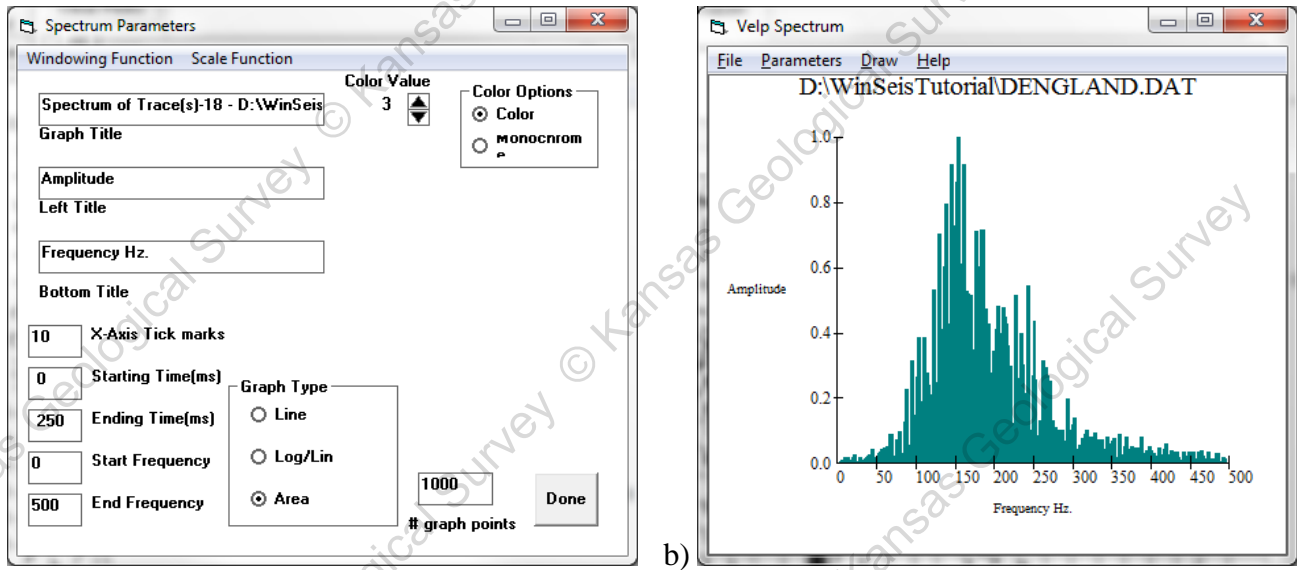 Spectrum Parameters
Windowing Function Scale Function
Color Value
3
Color Options
Color
Monochrom
e
Spectrum of Trace(s)-18 - D:\WinSeis
Graph Title
Amplitude
Left Title
Frequency Hz.
Bottom Title
10 X-Axis Tick marks
0 Starting Time(ms)
250 Ending Time(ms)
0 Start Frequency
500 End Frequency
Graph Type
Line
Log/Lin
Area
1000
# graph points
Done
b)
Velp Spectrum
File Parameters Draw Help
D:\WinSeisTutorial\DENGLAND.DAT
1.0
0.8
0.6
Amplitude
0.4
0.2
0.0
0 50 100 150 200 250 300 350 400 450 500
Frequency Hz.
© Kansas Geological Survey
© Kansas Geological Survey